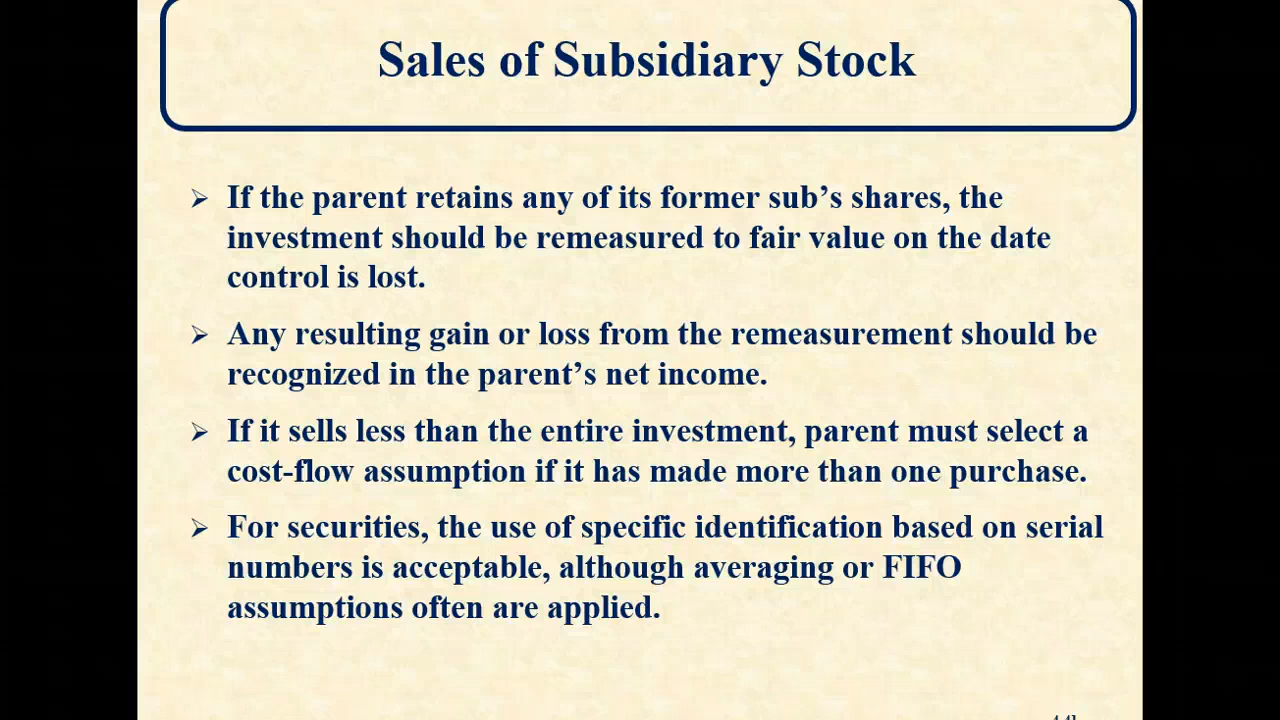 Sales of Subsidiary Stock
If the parent retains any of its former sub’s shares, the
investment should be remeasured to fair value on the date
control is lost.
Any resulting gain or loss from the remeasurement should be
recognized in the parent’s net income.
If it sells less than the entire investment, parent must select a
cost-flow assumption if it has made more than one purchase.
For securities, the use of specific identification based on serial
numbers is acceptable, although averaging or FIFO
assumptions often are applied.